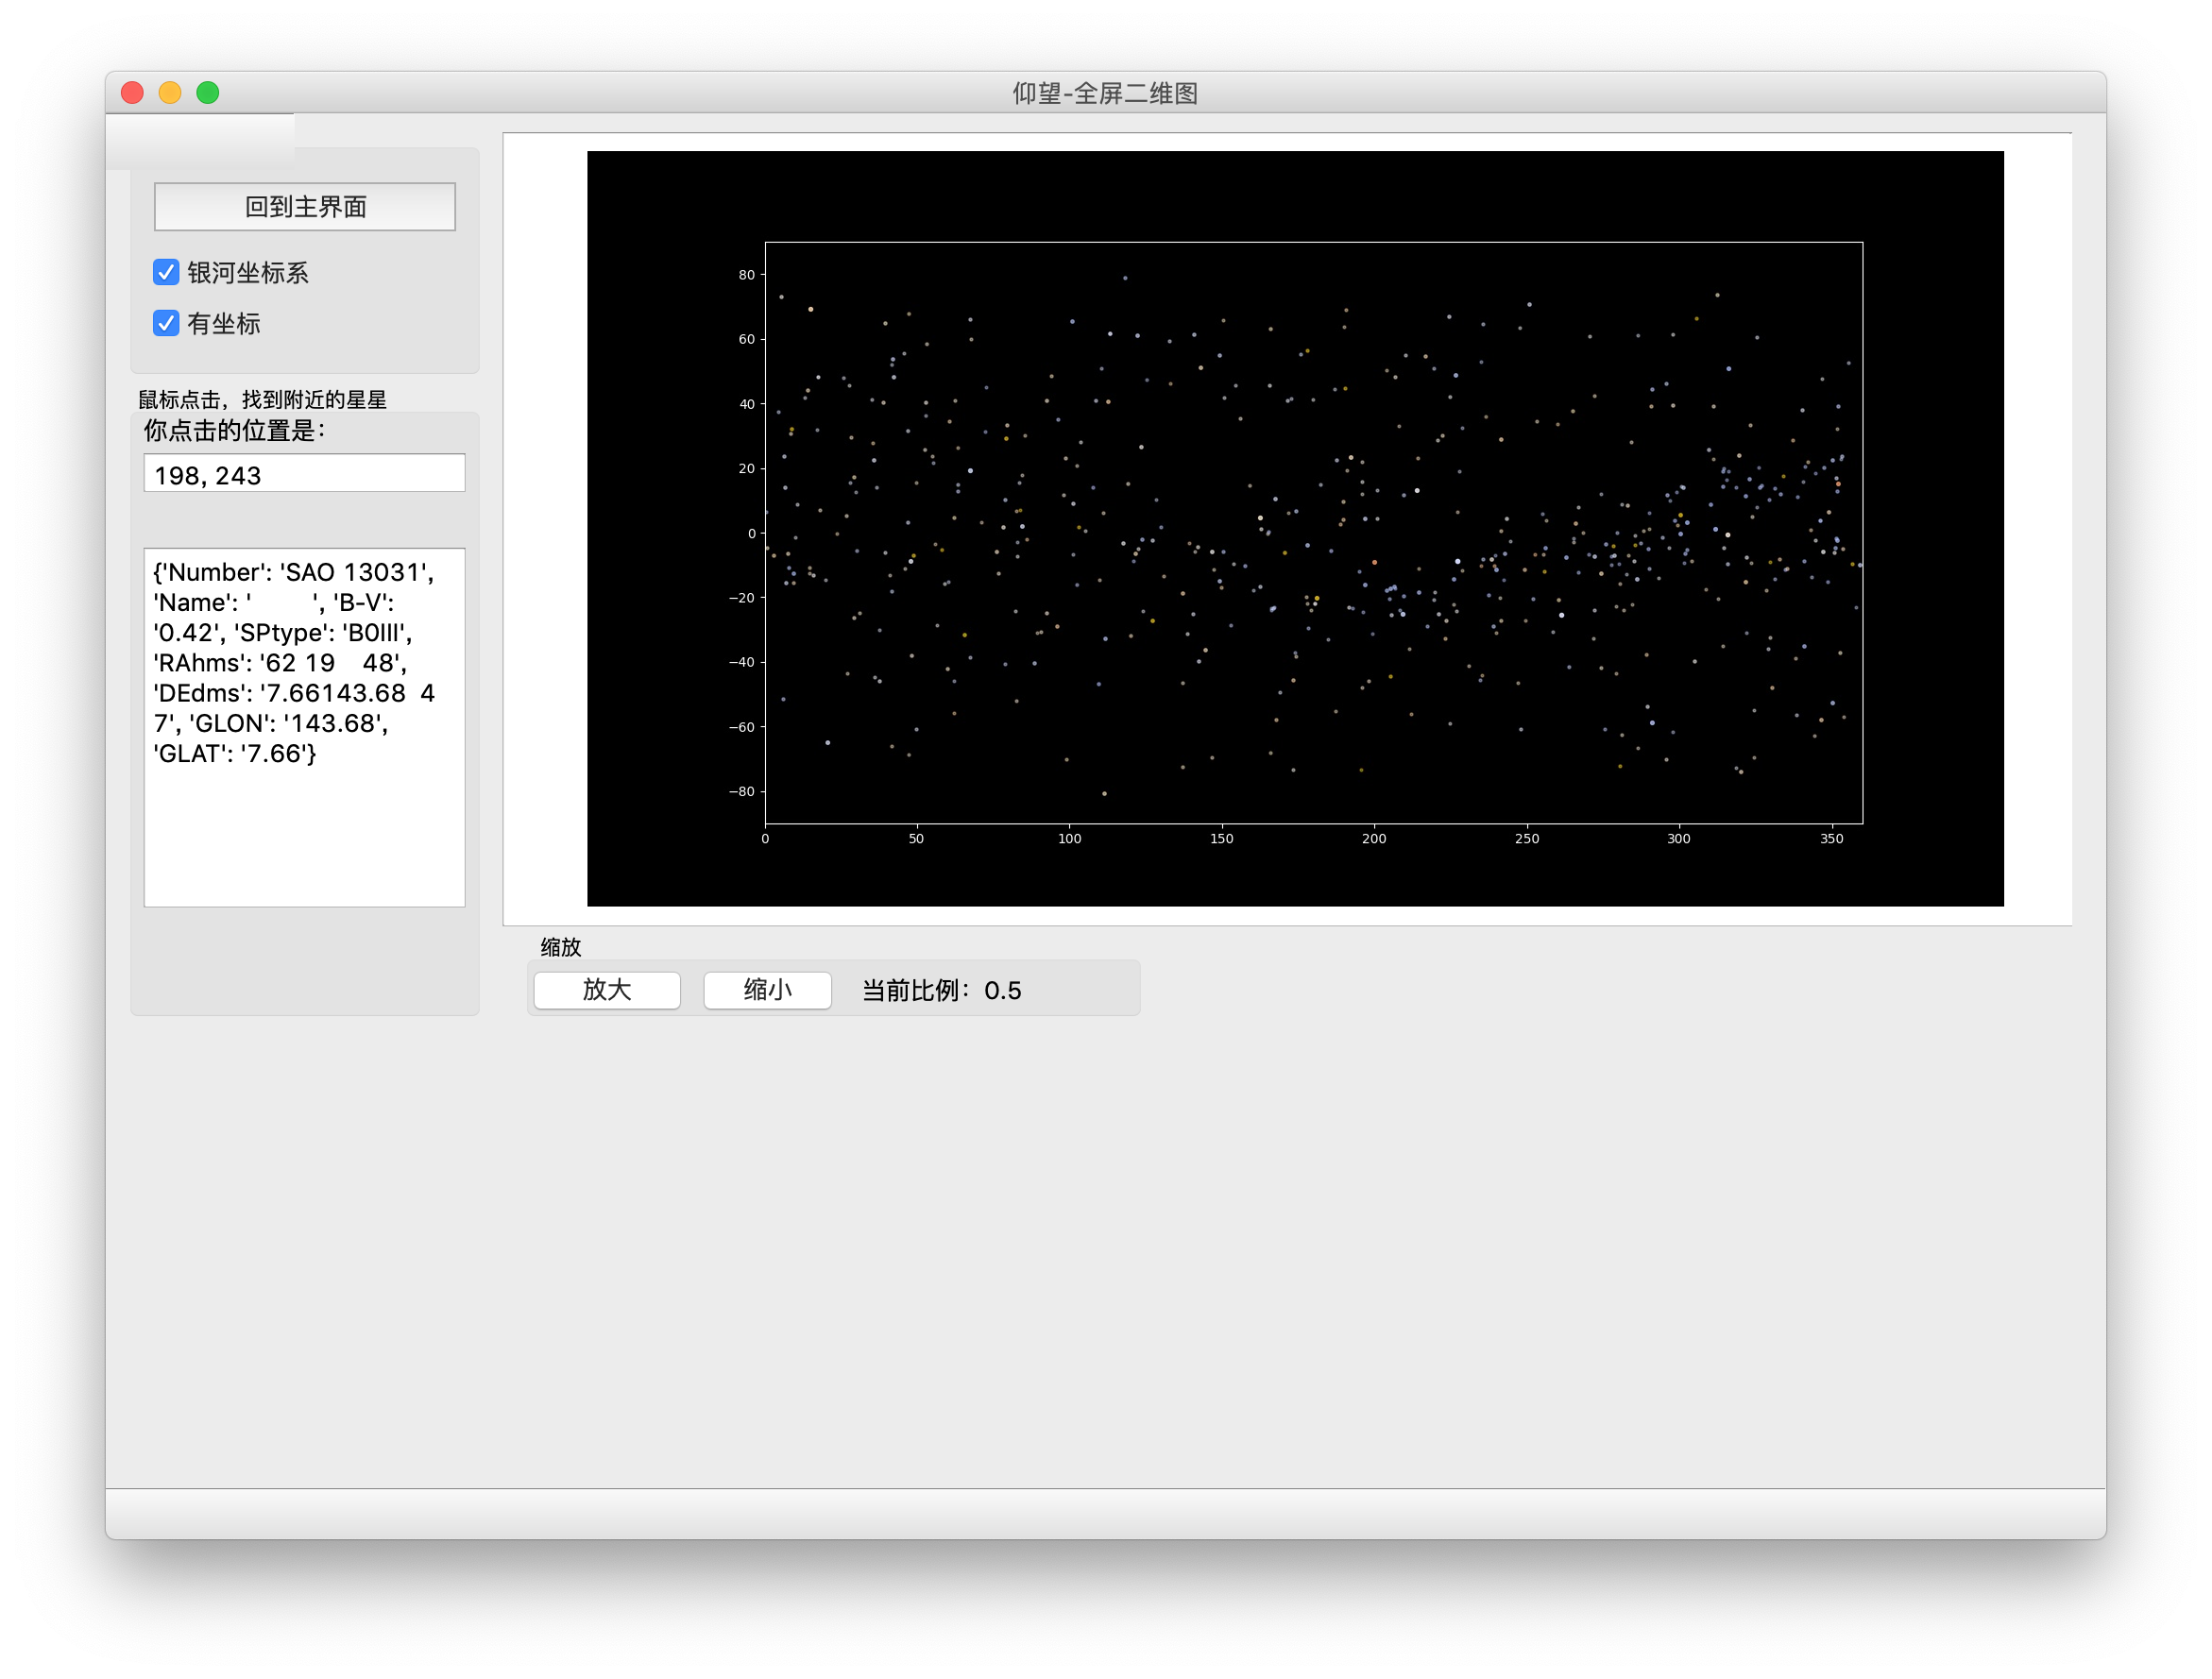 仰望-全屏二维图
回到主界面
银河坐标系
有坐标
鼠标点击，找到附近的星星
你点击的位置是：
198, 243
{'Number': 'SAO 13031',
'Name': '         ', 'B-V':
'0.42', 'SPtype': 'B0III',
'RAhms': '62 19    48',
'DEdms': '7.66143.68  4
7', 'GLON': '143.68',
'GLAT': '7.66'}
80
60
40
20
0
−20
−40
−60
−80
0 50 100 150 200 250 300 350
缩放
放大 缩小 当前比例：0.5